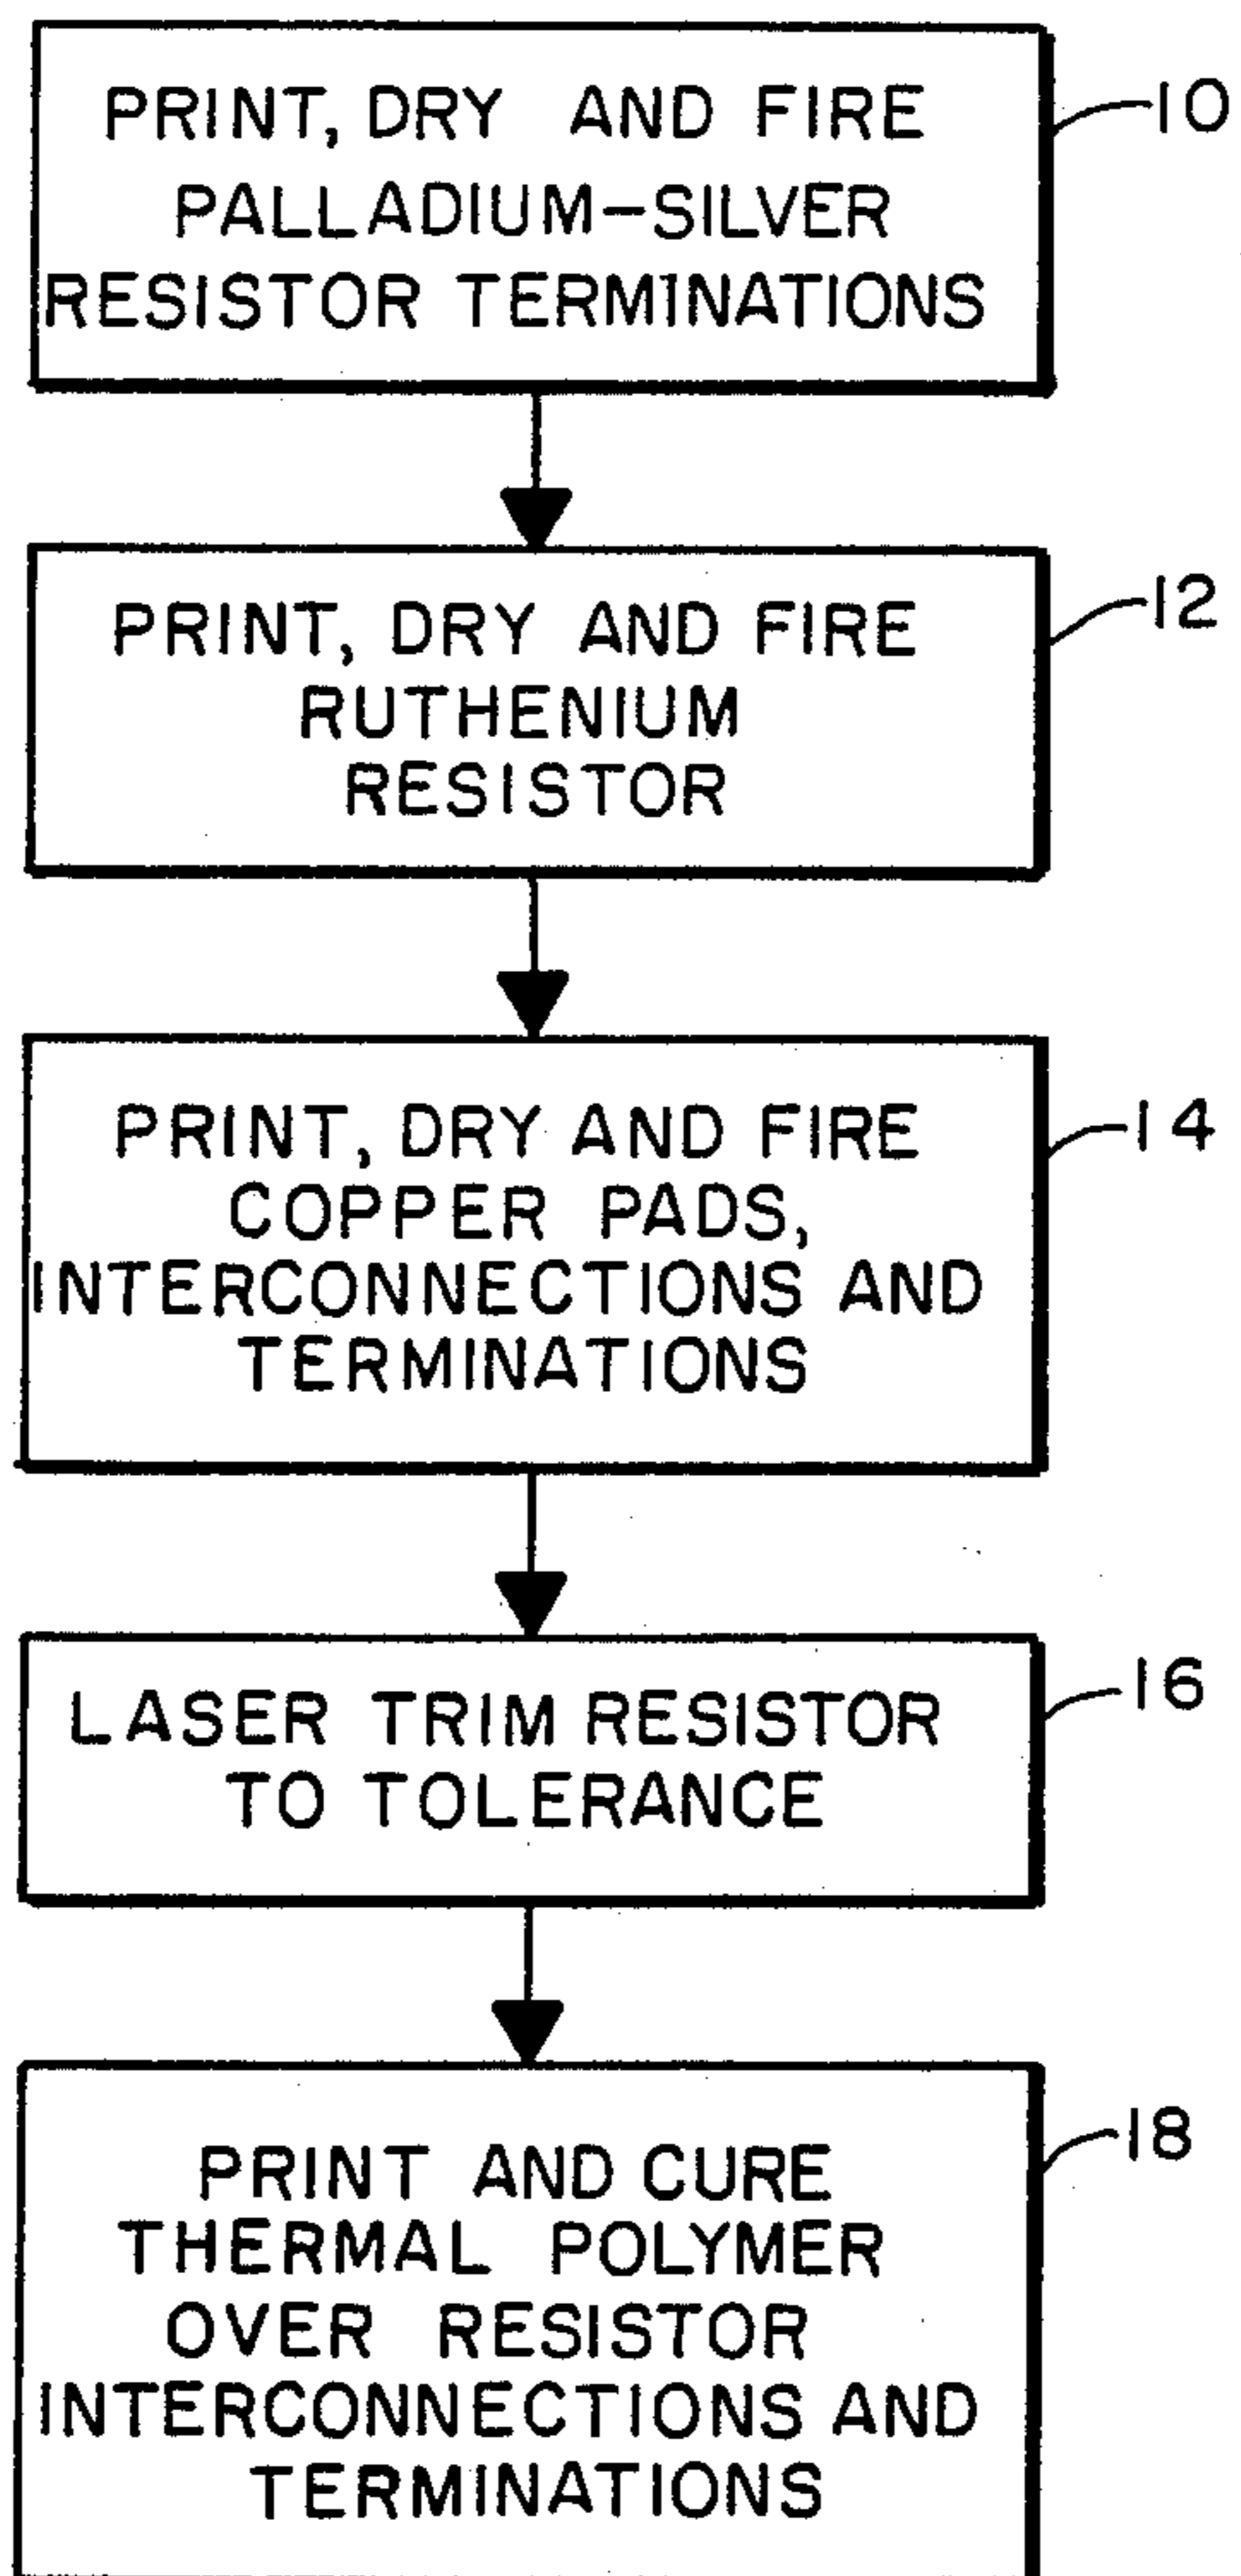 PRINT, DRY AND FIRE
PALLADIUM-SILVER
RESISTOR TERMINATIONS
10
PRINT, DRY AND FIRE
RUTHENIUM
RESISTOR
12
PRINT, DRY AND FIRE
COPPER PADS,
INTERCONNECTIONS AND
TERMINATIONS
14
LASER TRIM RESISTOR
TO TOLERANCE
16
PRINT AND CURE
THERMAL POLYMER
OVER RESISTOR
INTERCONNECTIONS AND
TERMINATIONS
18